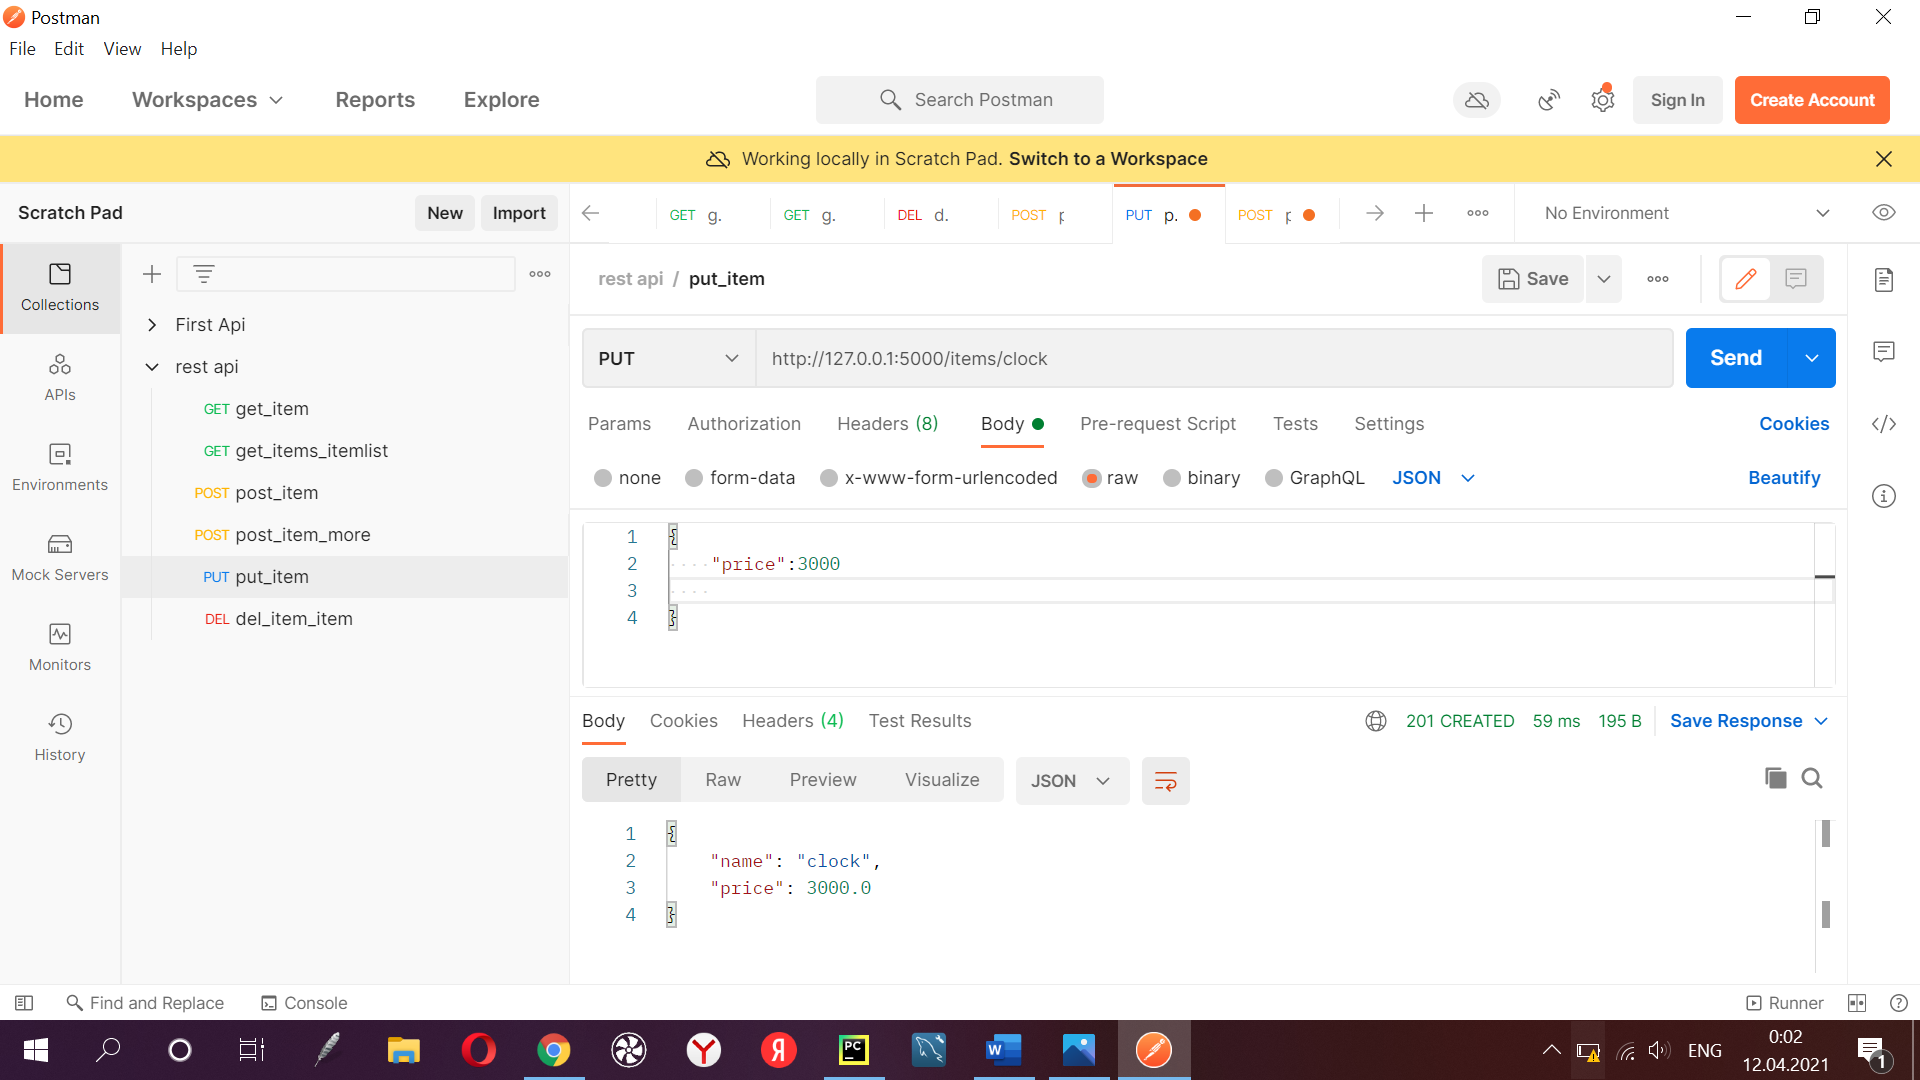 Postman
File Edit View Help
Home Workspaces Reports Explore Search Postman Sign In Create Account
Working locally in Scratch Pad. Switch to a Workspace
Scratch Pad New Import GET g. GET g. DEL d. POST PUT p. POST No Environment
Collections
APIs
Environments
Mock Servers
Monitors
History
First Api
rest api
GET get_item
GET get_items_itemlist
POST post_item
POST post_item_more
PUT put_item
DEL del_item_item
rest api / put_item Save
PUT http://127.0.0.1:5000/items/clock Send
Params Authorization Headers (8) Body Pre-request Script Tests Settings Cookies
none form-data x-www-form-urlencoded raw binary GraphQL JSON Beautify
1 {
2 "price":3000
3
4 }
Body Cookies Headers (4) Test Results 201 CREATED 59 ms 195 B Save Response
Pretty Raw Preview Visualize JSON
1 {
2 "name": "clock",
3 "price": 3000.0
4 }
Find and Replace Console Runner
PC W ENG 0:02
12.04.2021
1